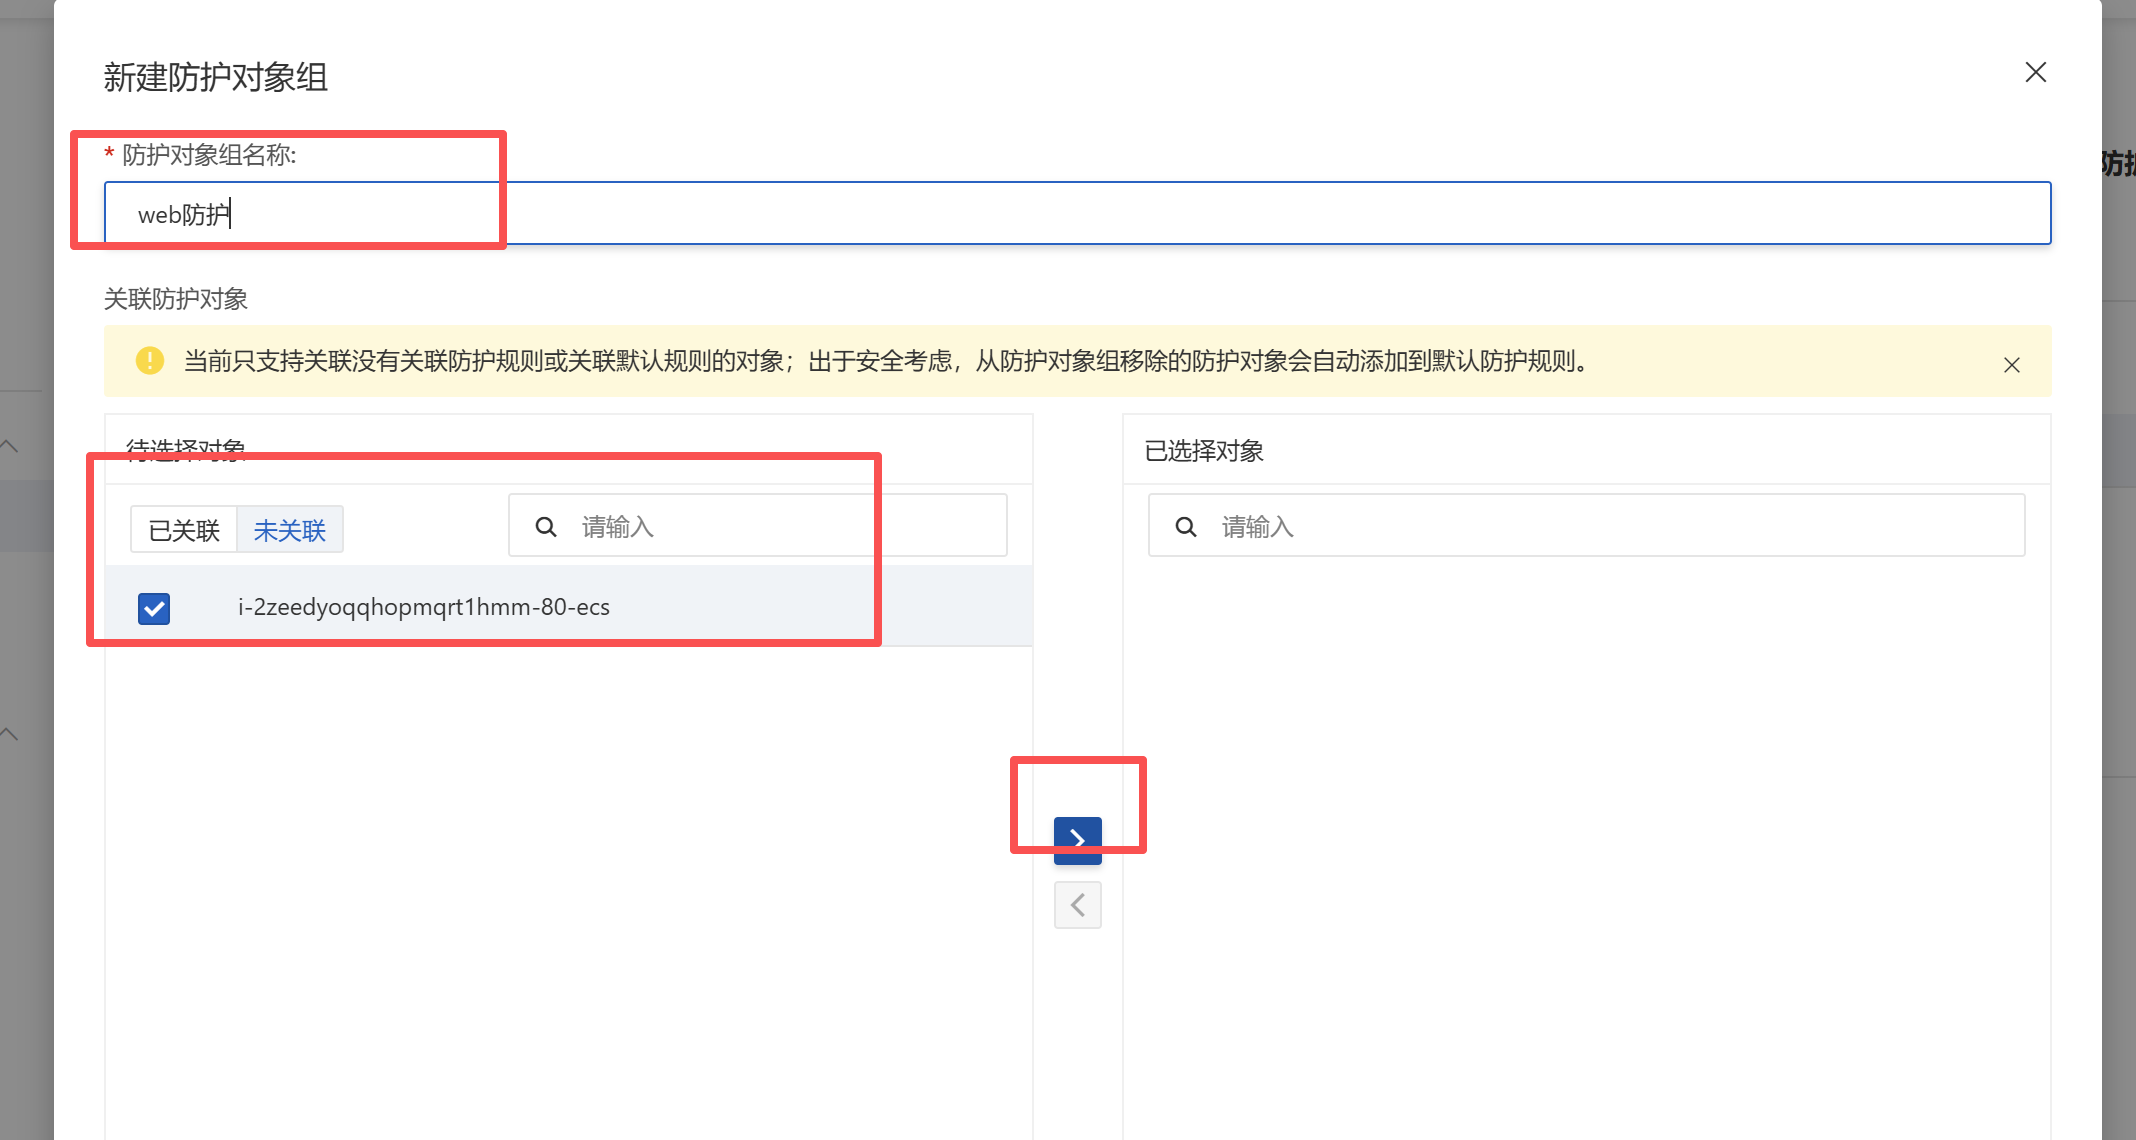 新建防护对象组
* 防护对象组名称:
web防护
关联防护对象
当前只支持关联没有关联防护规则或关联默认规则的对象；出于安全考虑，从防护对象组移除的防护对象会自动添加到默认防护规则。
待选择对象
已关联 未关联
请输入
i-2zeedyoqqhopmqrt1hmm-80-ecs
已选择对象
请输入
防护